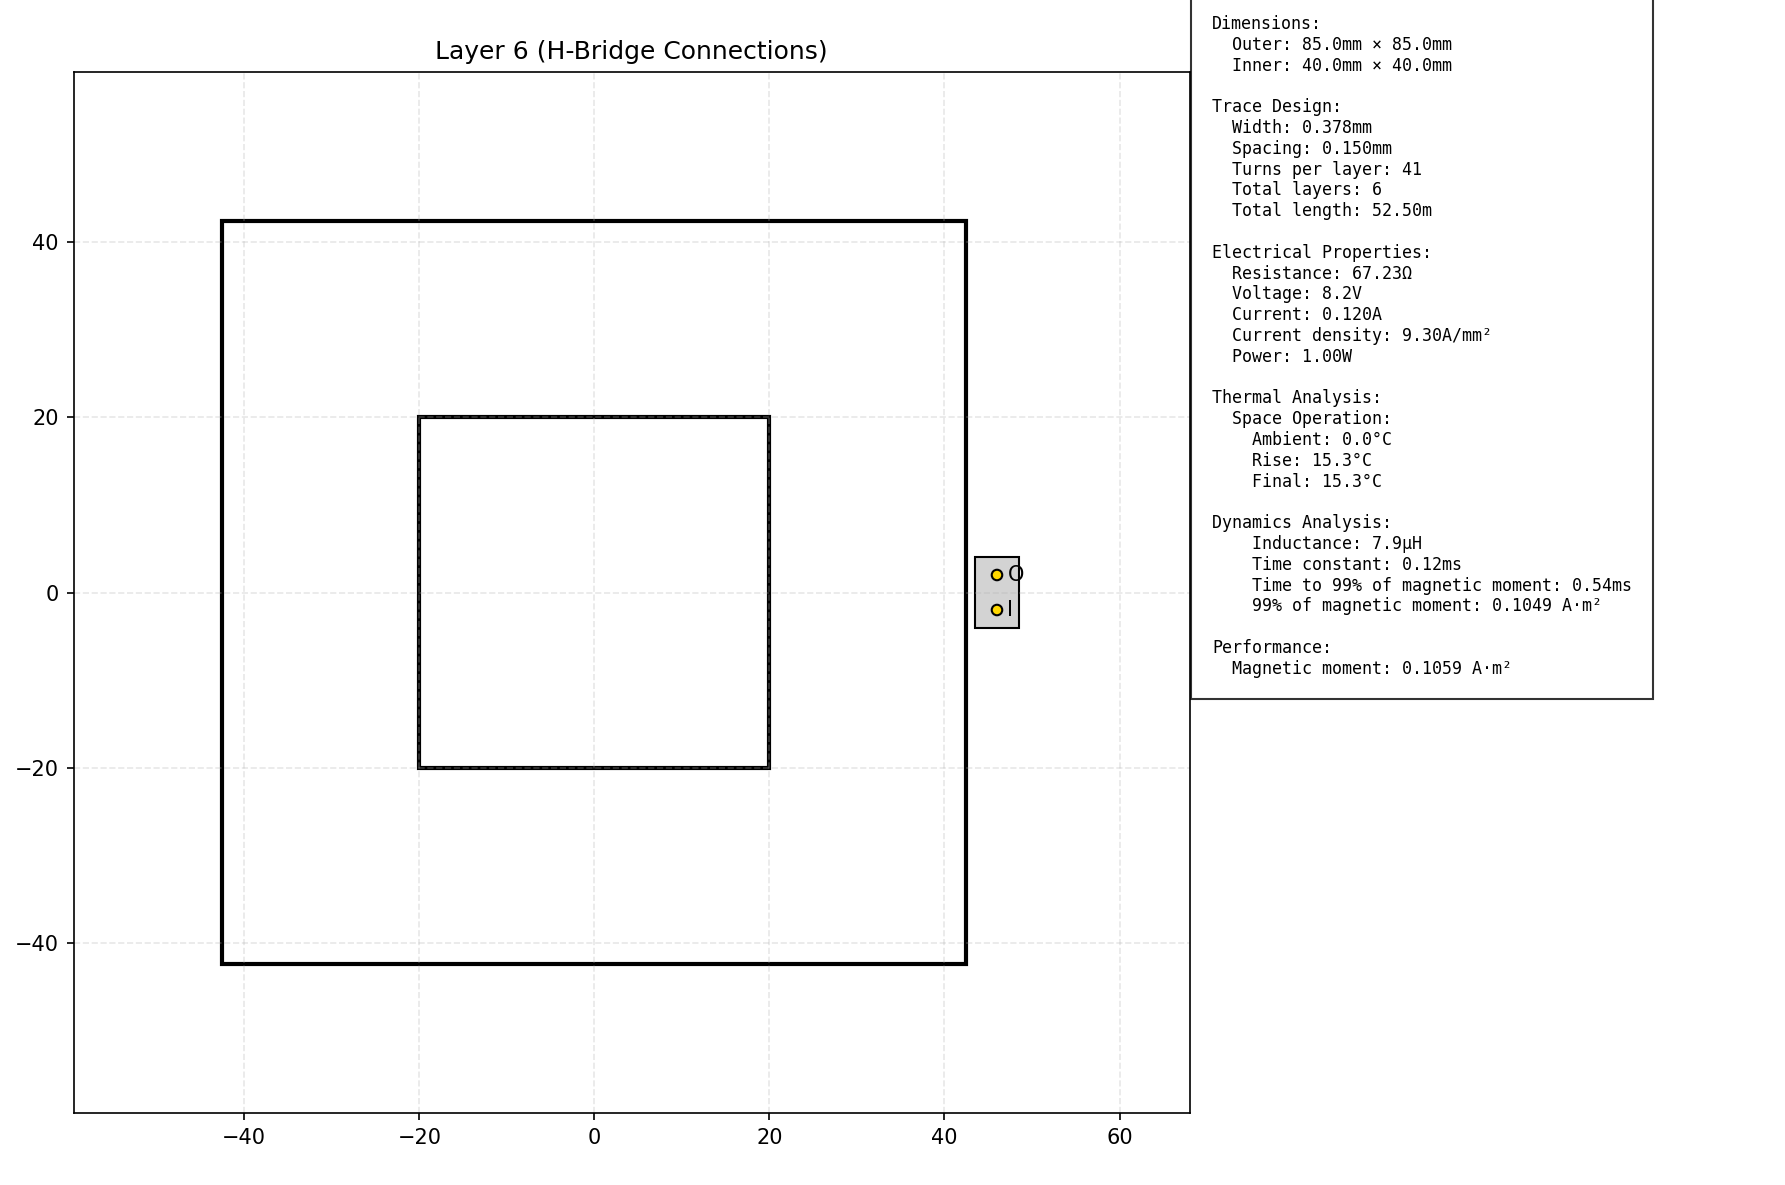 Layer 6 (H-Bridge Connections)
40
20
0
−20
−40
−40
−20
0
20
40
60
O
I
Dimensions:
Outer: 85.0mm × 85.0mm
Inner: 40.0mm × 40.0mm
Trace Design:
Width: 0.378mm
Spacing: 0.150mm
Turns per layer: 41
Total layers: 6
Total length: 52.50m
Electrical Properties:
Resistance: 67.23Ω
Voltage: 8.2V
Current: 0.120A
Current density: 9.30A/mm²
Power: 1.00W
Thermal Analysis:
Space Operation:
Ambient: 0.0°C
Rise: 15.3°C
Final: 15.3°C
Dynamics Analysis:
Inductance: 7.9μH
Time constant: 0.12ms
Time to 99% of magnetic moment: 0.54ms
99% of magnetic moment: 0.1049 A·m²
Performance:
Magnetic moment: 0.1059 A·m²